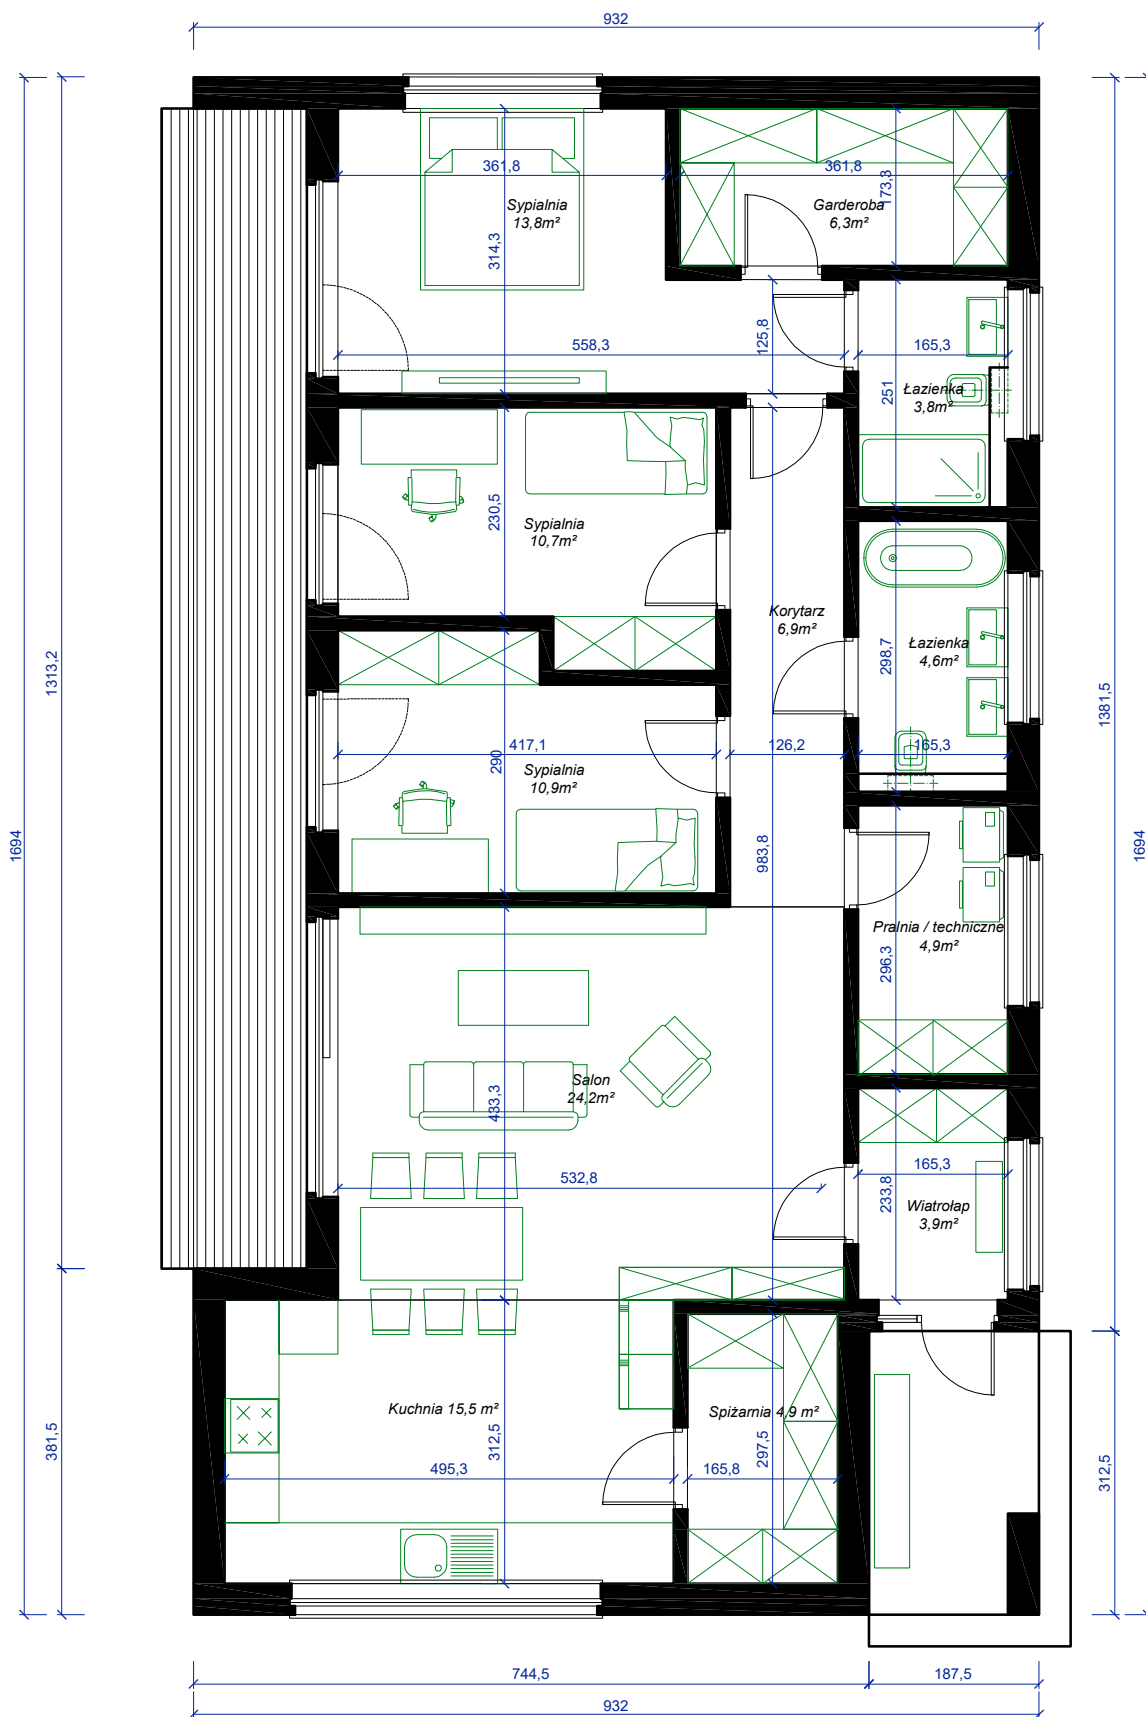 932
361,8
361,8
173,3
Sypialnia
13,8m²
Garderoba
6,3m²
314,3
125,8
558,3
165,3
251
Łazienka
3,8m²
230,5
Sypialnia
10,7m²
Korytarz
6,9m²
Łazienka
4,6m²
298,7
1313,2
1381,5
417,1
290
126,2
165,3
Sypialnia
10,9m²
1694
983,8
1694
Pralnia / techniczne
4,9m²
296,3
Salon
24,2m²
433,3
532,8
165,3
233,8
Wiatrołap
3,9m²
Kuchnia 15,5 m²
Spiżarnia 4,9 m²
381,5
312,5
297,5
312,5
495,3
165,8
744,5
187,5
932